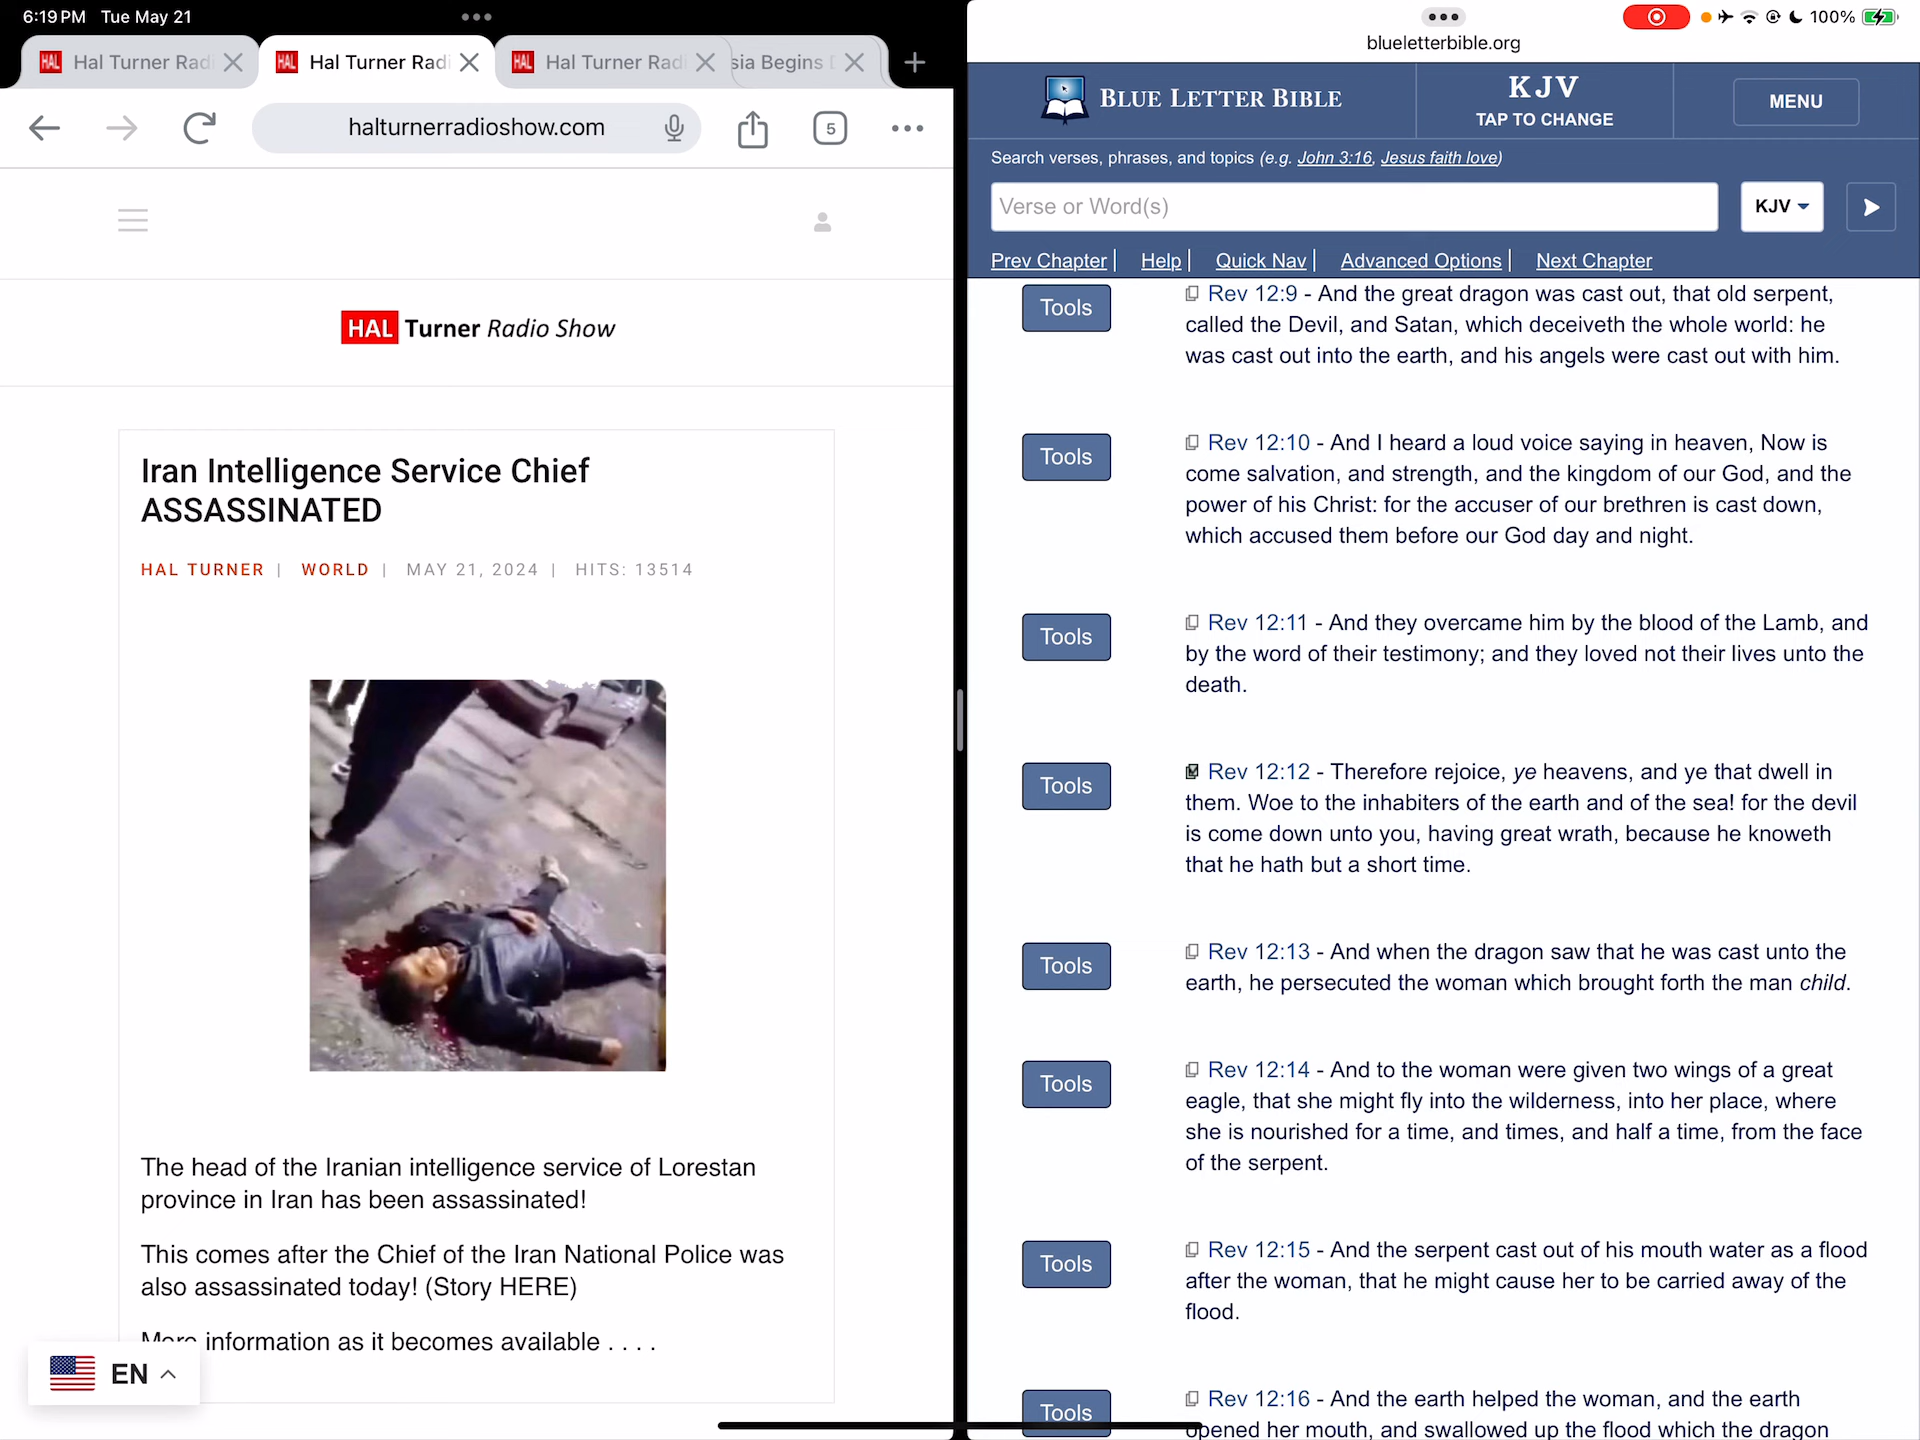 6:19 PM Tue May 21
HAL Hal Turner Radi
HAL Hal Turner Radi
HAL Hal Turner Radi
sia Begins
halturnerradioshow.com
5
HAL Turner Radio Show
Iran Intelligence Service Chief
ASSASSINATED
HAL TURNER | WORLD | MAY 21, 2024 | HITS: 13514
The head of the Iranian intelligence service of Lorestan
province in Iran has been assassinated!
This comes after the Chief of the Iran National Police was
also assassinated today! (Story HERE)
More information as it becomes available . . . .
EN
100%
blueletterbible.org
BLUE LETTER BIBLE
KJV
TAP TO CHANGE
MENU
Search verses, phrases, and topics (e.g. John 3:16, Jesus faith love)
Verse or Word(s)
KJV
Prev Chapter | Help | Quick Nav | Advanced Options | Next Chapter
Tools
Rev 12:9 - And the great dragon was cast out, that old serpent,
called the Devil, and Satan, which deceiveth the whole world: he
was cast out into the earth, and his angels were cast out with him.
Tools
Rev 12:10 - And I heard a loud voice saying in heaven, Now is
come salvation, and strength, and the kingdom of our God, and the
power of his Christ: for the accuser of our brethren is cast down,
which accused them before our God day and night.
Tools
Rev 12:11 - And they overcame him by the blood of the Lamb, and
by the word of their testimony; and they loved not their lives unto the
death.
Tools
Rev 12:12 - Therefore rejoice, ye heavens, and ye that dwell in
them. Woe to the inhabiters of the earth and of the sea! for the devil
is come down unto you, having great wrath, because he knoweth
that he hath but a short time.
Tools
Rev 12:13 - And when the dragon saw that he was cast unto the
earth, he persecuted the woman which brought forth the man child.
Tools
Rev 12:14 - And to the woman were given two wings of a great
eagle, that she might fly into the wilderness, into her place, where
she is nourished for a time, and times, and half a time, from the face
of the serpent.
Tools
Rev 12:15 - And the serpent cast out of his mouth water as a flood
after the woman, that he might cause her to be carried away of the
flood.
Tools
Rev 12:16 - And the earth helped the woman, and the earth
opened her mouth, and swallowed up the flood which the dragon